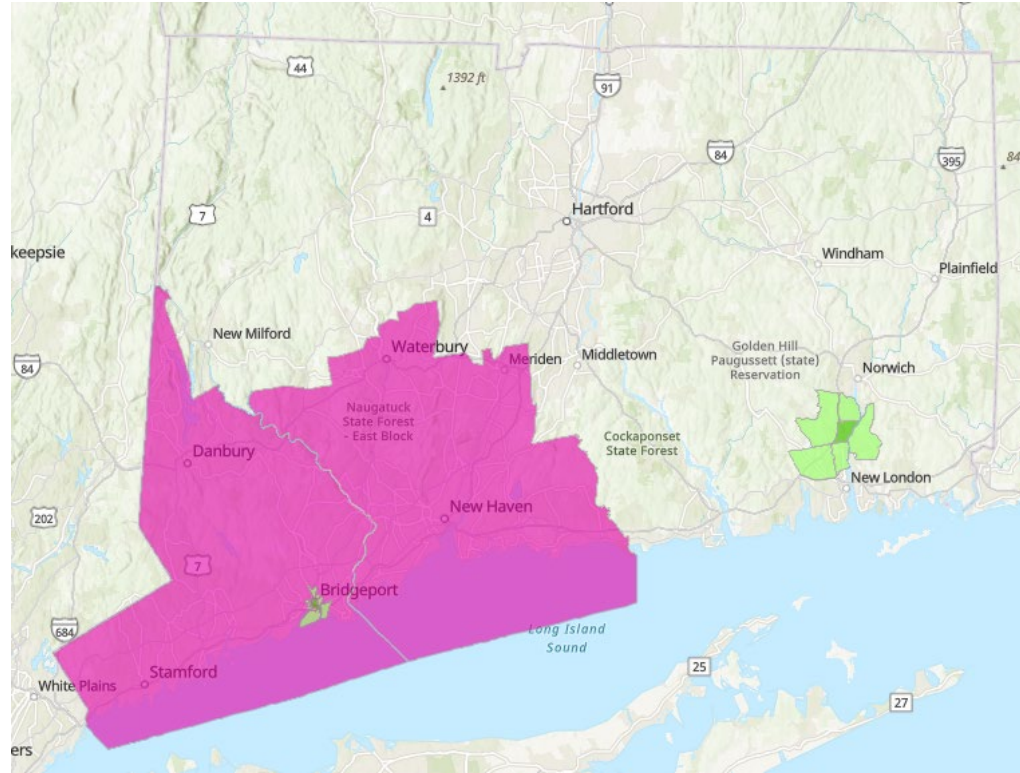 44
1392 ft
91
84
395
84
7
4
Hartford
keepsie
Windham
Plainfield
New Milford
84
Waterbury
Meriden
Middletown
Golden Hill
Paugussett (state)
Reservation
Norwich
Naugatuck
State Forest
- East Block
Cockaponset
State Forest
Danbury
New London
202
New Haven
7
Bridgeport
684
Long Island
Sound
Stamford
White Plains
25
27
ers